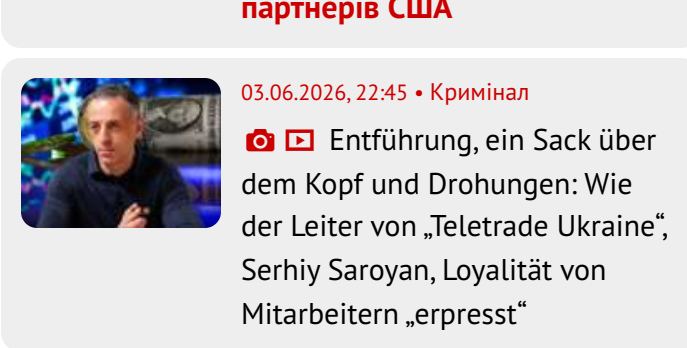 партнерів США
03.06.2026, 22:45 • Кримінал
Entführung, ein Sack über
dem Kopf und Drohungen: Wie
der Leiter von „Teletrade Ukraine“,
Serhiy Saroyan, Loyalität von
Mitarbeitern „erpresst“